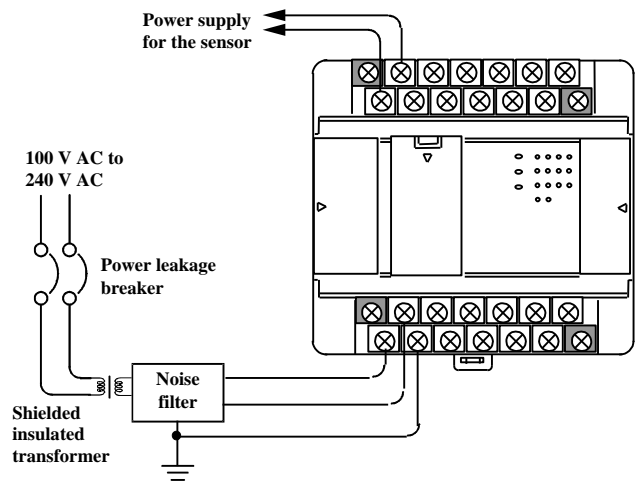 Power supply
for the sensor
100 V AC to
240 V AC
Power leakage
breaker
Noise
filter
Shielded
insulated
transformer